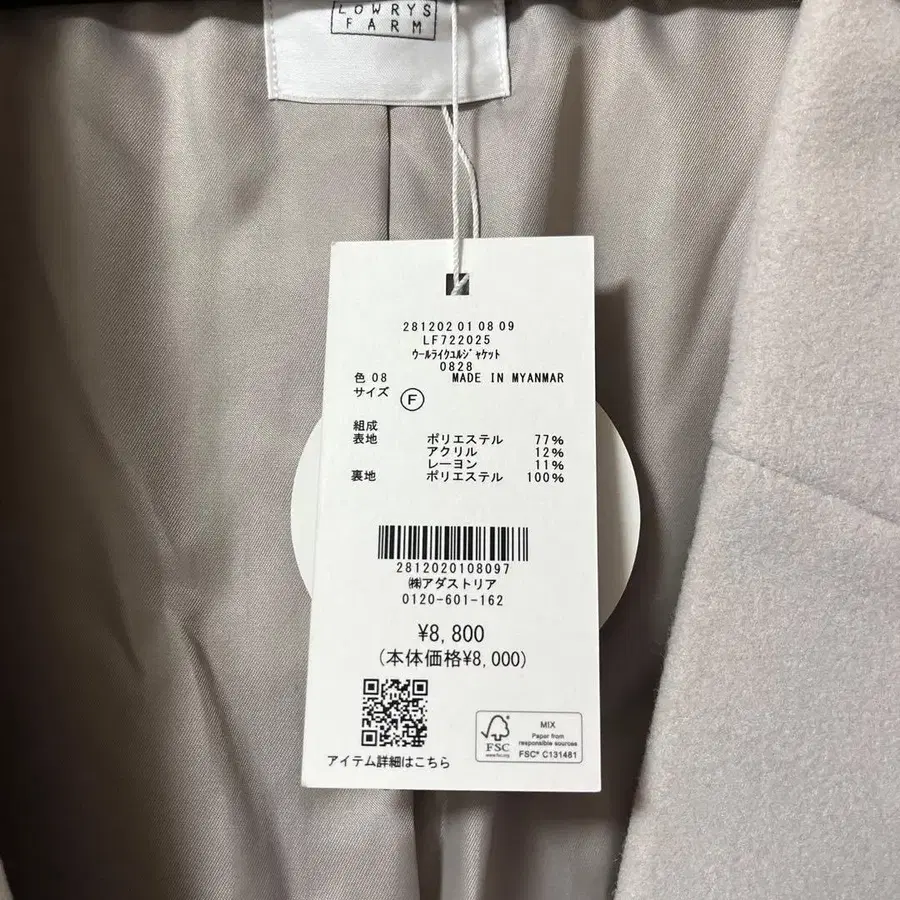 LOWRYS
FARM
281202 01 08 09
LF722025
ｳｰﾙﾗｲｸﾕﾙｼﾞｬｹｯﾄ
0828
色 08 MADE IN MYANMAR
サイズ Ⓕ
組成
表地 ポリエステル 77%
アクリル 12%
レーヨン 11%
裏地 ポリエステル 100%
2812020108097
㈱アダストリア
0120-601-162
¥8,800
(本体価格¥8,000)
アイテム詳細はこちら
FSC
www.fsc.org
MIX
Paper from
responsible sources
FSC® C131481